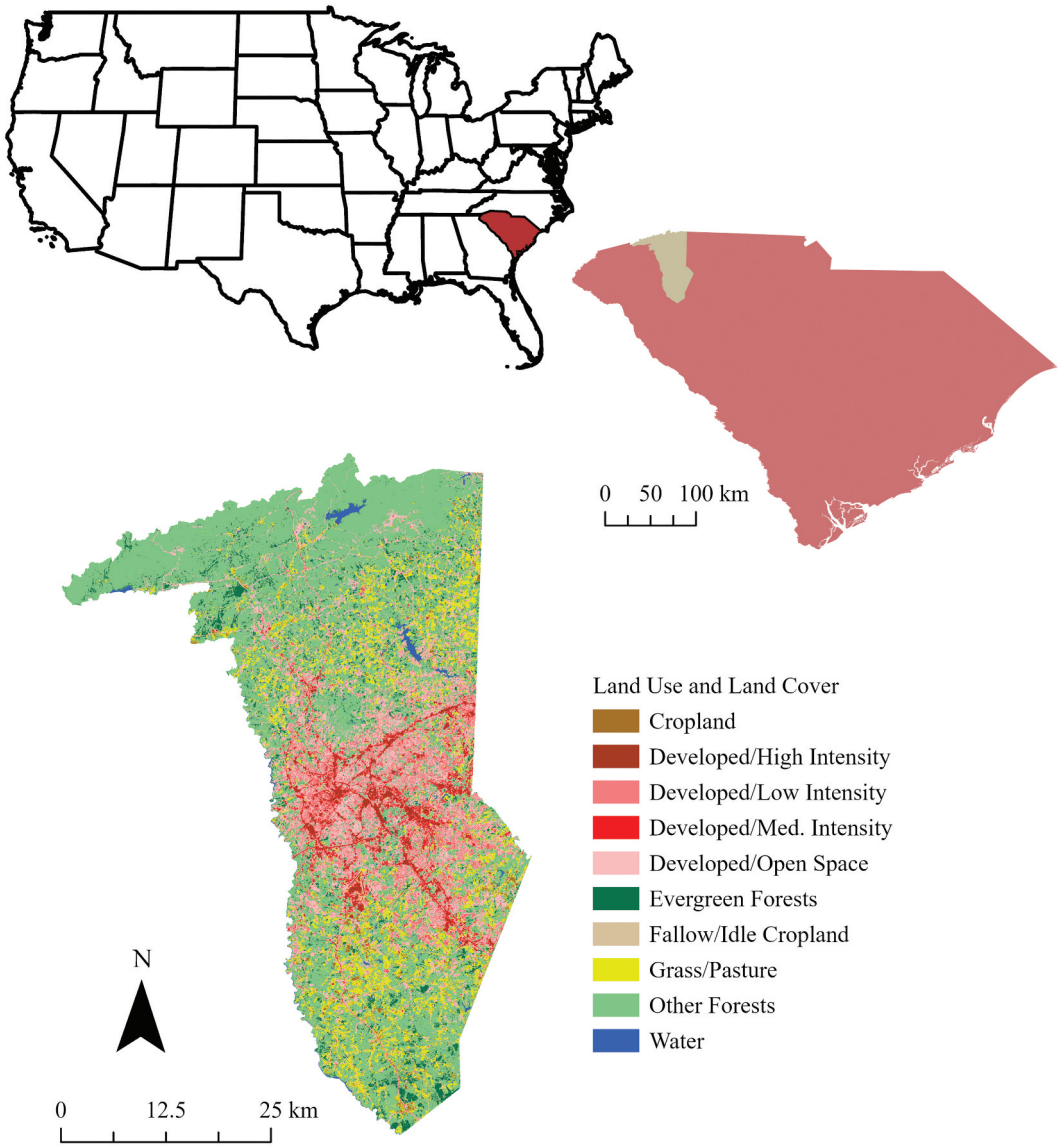 0 50 100 km
Land Use and Land Cover
Cropland
Developed/High Intensity
Developed/Low Intensity
Developed/Med. Intensity
Developed/Open Space
Evergreen Forests
Fallow/Idle Cropland
Grass/Pasture
Other Forests
Water
N
0 12.5 25 km